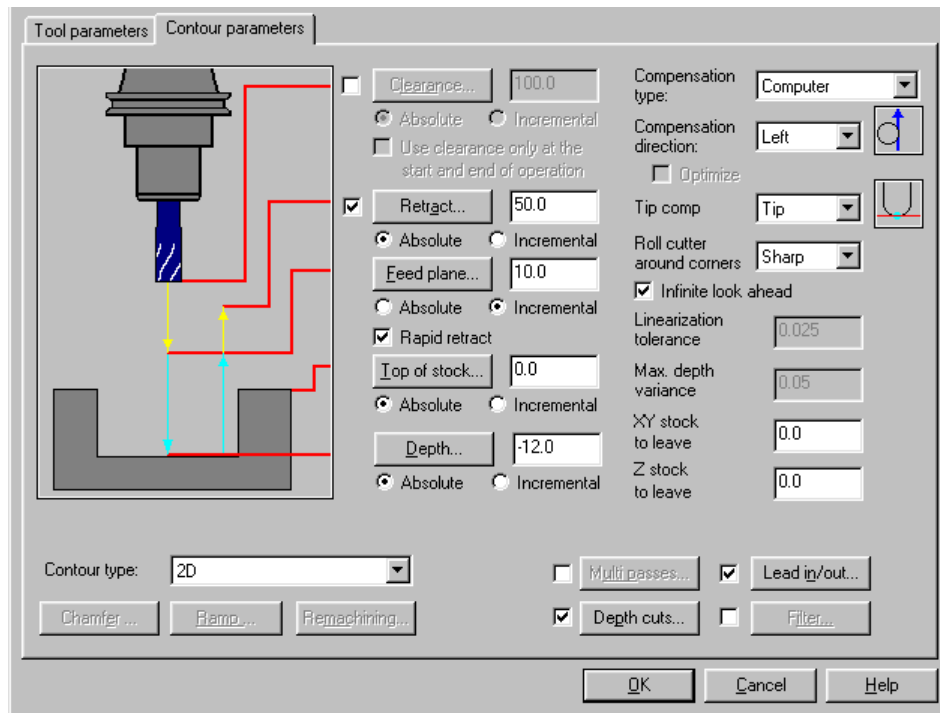 Tool parameters
Contour parameters
Clearance...
100.0
Absolute
Incremental
Use clearance only at the
start and end of operation
Retract...
50.0
Absolute
Incremental
Feed plane...
10.0
Absolute
Incremental
Rapid retract
Top of stock...
0.0
Absolute
Incremental
Depth...
-12.0
Absolute
Incremental
Compensation
type:
Computer
Compensation
direction:
Left
Optimize
Tip comp
Tip
Roll cutter
around corners
Sharp
Infinite look ahead
Linearization
tolerance
0.025
Max. depth
variance
0.05
XY stock
to leave
0.0
Z stock
to leave
0.0
Contour type:
2D
Chamfer ...
Ramp ...
Remachining...
Multi passes...
Lead in/out...
Depth cuts...
Filter...
OK
Cancel
Help